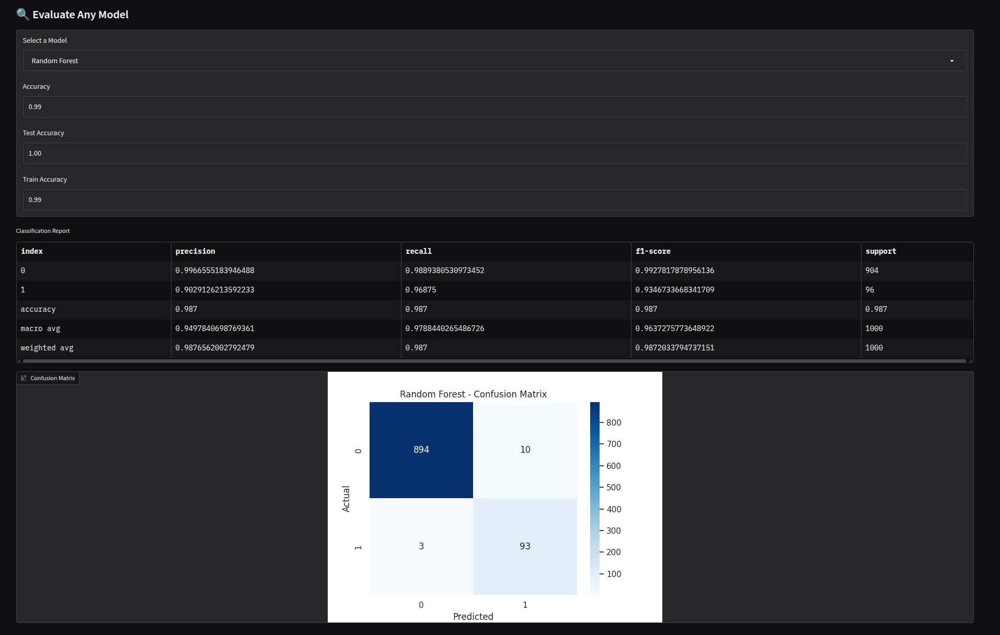 🔍 Evaluate Any Model
Select a Model
Random Forest
Accuracy
0.99
Test Accuracy
1.00
Train Accuracy
0.99
Classification Report
index precision recall f1-score support
0 0.9966555183946488 0.9889380530973452 0.9927817878956136 904
1 0.9029126213592233 0.96875 0.9346733668341709 96
accuracy 0.987 0.987 0.987 0.987
macro avg 0.9497840698769361 0.9788440265486726 0.9637275773648922 1000
weighted avg 0.9876562002792479 0.987 0.9872033794737151 1000
Confusion Matrix
Random Forest - Confusion Matrix
894 10
3 93
0
1
Actual
0 1
Predicted
800
700
600
500
400
300
200
100